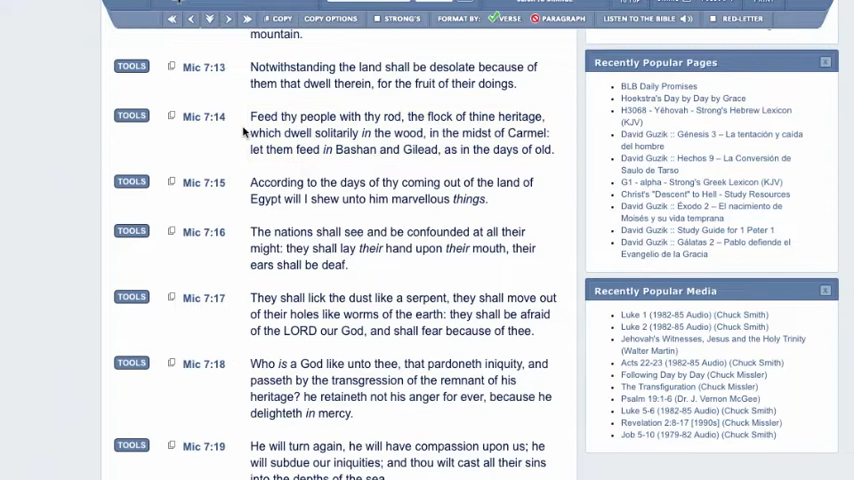 COPY COPY OPTIONS STRONG'S FORMAT BY: VERSE PARAGRAPH LISTEN TO THE BIBLE RED-LETTER
mountain.
TOOLS Mic 7:13 Notwithstanding the land shall be desolate because of
them that dwell therein, for the fruit of their doings.
TOOLS Mic 7:14 Feed thy people with thy rod, the flock of thine heritage,
which dwell solitarily in the wood, in the midst of Carmel:
let them feed in Bashan and Gilead, as in the days of old.
TOOLS Mic 7:15 According to the days of thy coming out of the land of
Egypt will I shew unto him marvellous things.
TOOLS Mic 7:16 The nations shall see and be confounded at all their
might: they shall lay their hand upon their mouth, their
ears shall be deaf.
TOOLS Mic 7:17 They shall lick the dust like a serpent, they shall move out
of their holes like worms of the earth: they shall be afraid
of the LORD our God, and shall fear because of thee.
TOOLS Mic 7:18 Who is a God like unto thee, that pardoneth iniquity, and
passeth by the transgression of the remnant of his
heritage? he retaineth not his anger for ever, because he
delighteth in mercy.
TOOLS Mic 7:19 He will turn again, he will have compassion upon us; he
will subdue our iniquities; and thou wilt cast all their sins
into the depths of the sea.
Recently Popular Pages
BLB Daily Promises
Hoekstra's Day by Day by Grace
H3068 - Yĕhovah - Strong's Hebrew Lexicon
(KJV)
David Guzik :: Génesis 3 – La tentación y caída
del hombre
David Guzik :: Hechos 9 – La Conversión de
Saulo de Tarso
G1 - alpha - Strong's Greek Lexicon (KJV)
Christ's "Descent" to Hell - Study Resources
David Guzik :: Éxodo 2 – El nacimiento de
Moisés y su vida temprana
David Guzik :: Study Guide for 1 Peter 1
David Guzik :: Gálatas 2 – Pablo defiende el
Evangelio de la Gracia
Recently Popular Media
Luke 1 (1982-85 Audio) (Chuck Smith)
Luke 2 (1982-85 Audio) (Chuck Smith)
Jehovah's Witnesses, Jesus and the Holy Trinity
(Walter Martin)
Acts 22-23 (1982-85 Audio) (Chuck Smith)
Following Day by Day (Chuck Missler)
The Transfiguration (Chuck Missler)
Psalm 19:1-6 (Dr. J. Vernon McGee)
Luke 5-6 (1982-85 Audio) (Chuck Smith)
Revelation 2:8-17 [1990s] (Chuck Missler)
Job 5-10 (1979-82 Audio) (Chuck Smith)